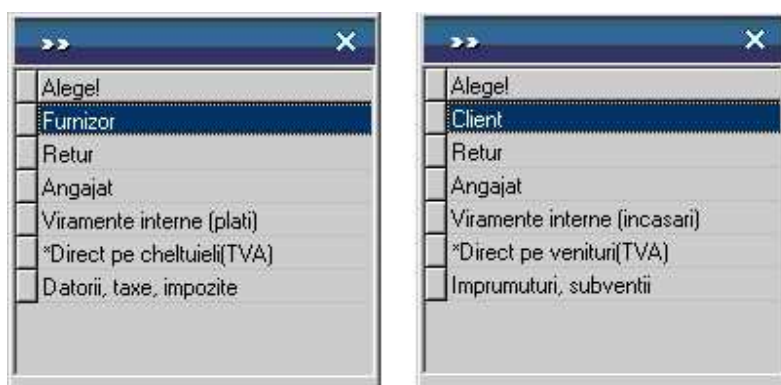 Alege!
Furnizor
Retur
Angajat
Viramente interne (plati)
*Direct pe cheltuieli(TVA)
Datorii, taxe, impozite
Alege!
Client
Retur
Angajat
Viramente interne (incasari)
*Direct pe venituri(TVA)
Imprumuturi, subventii